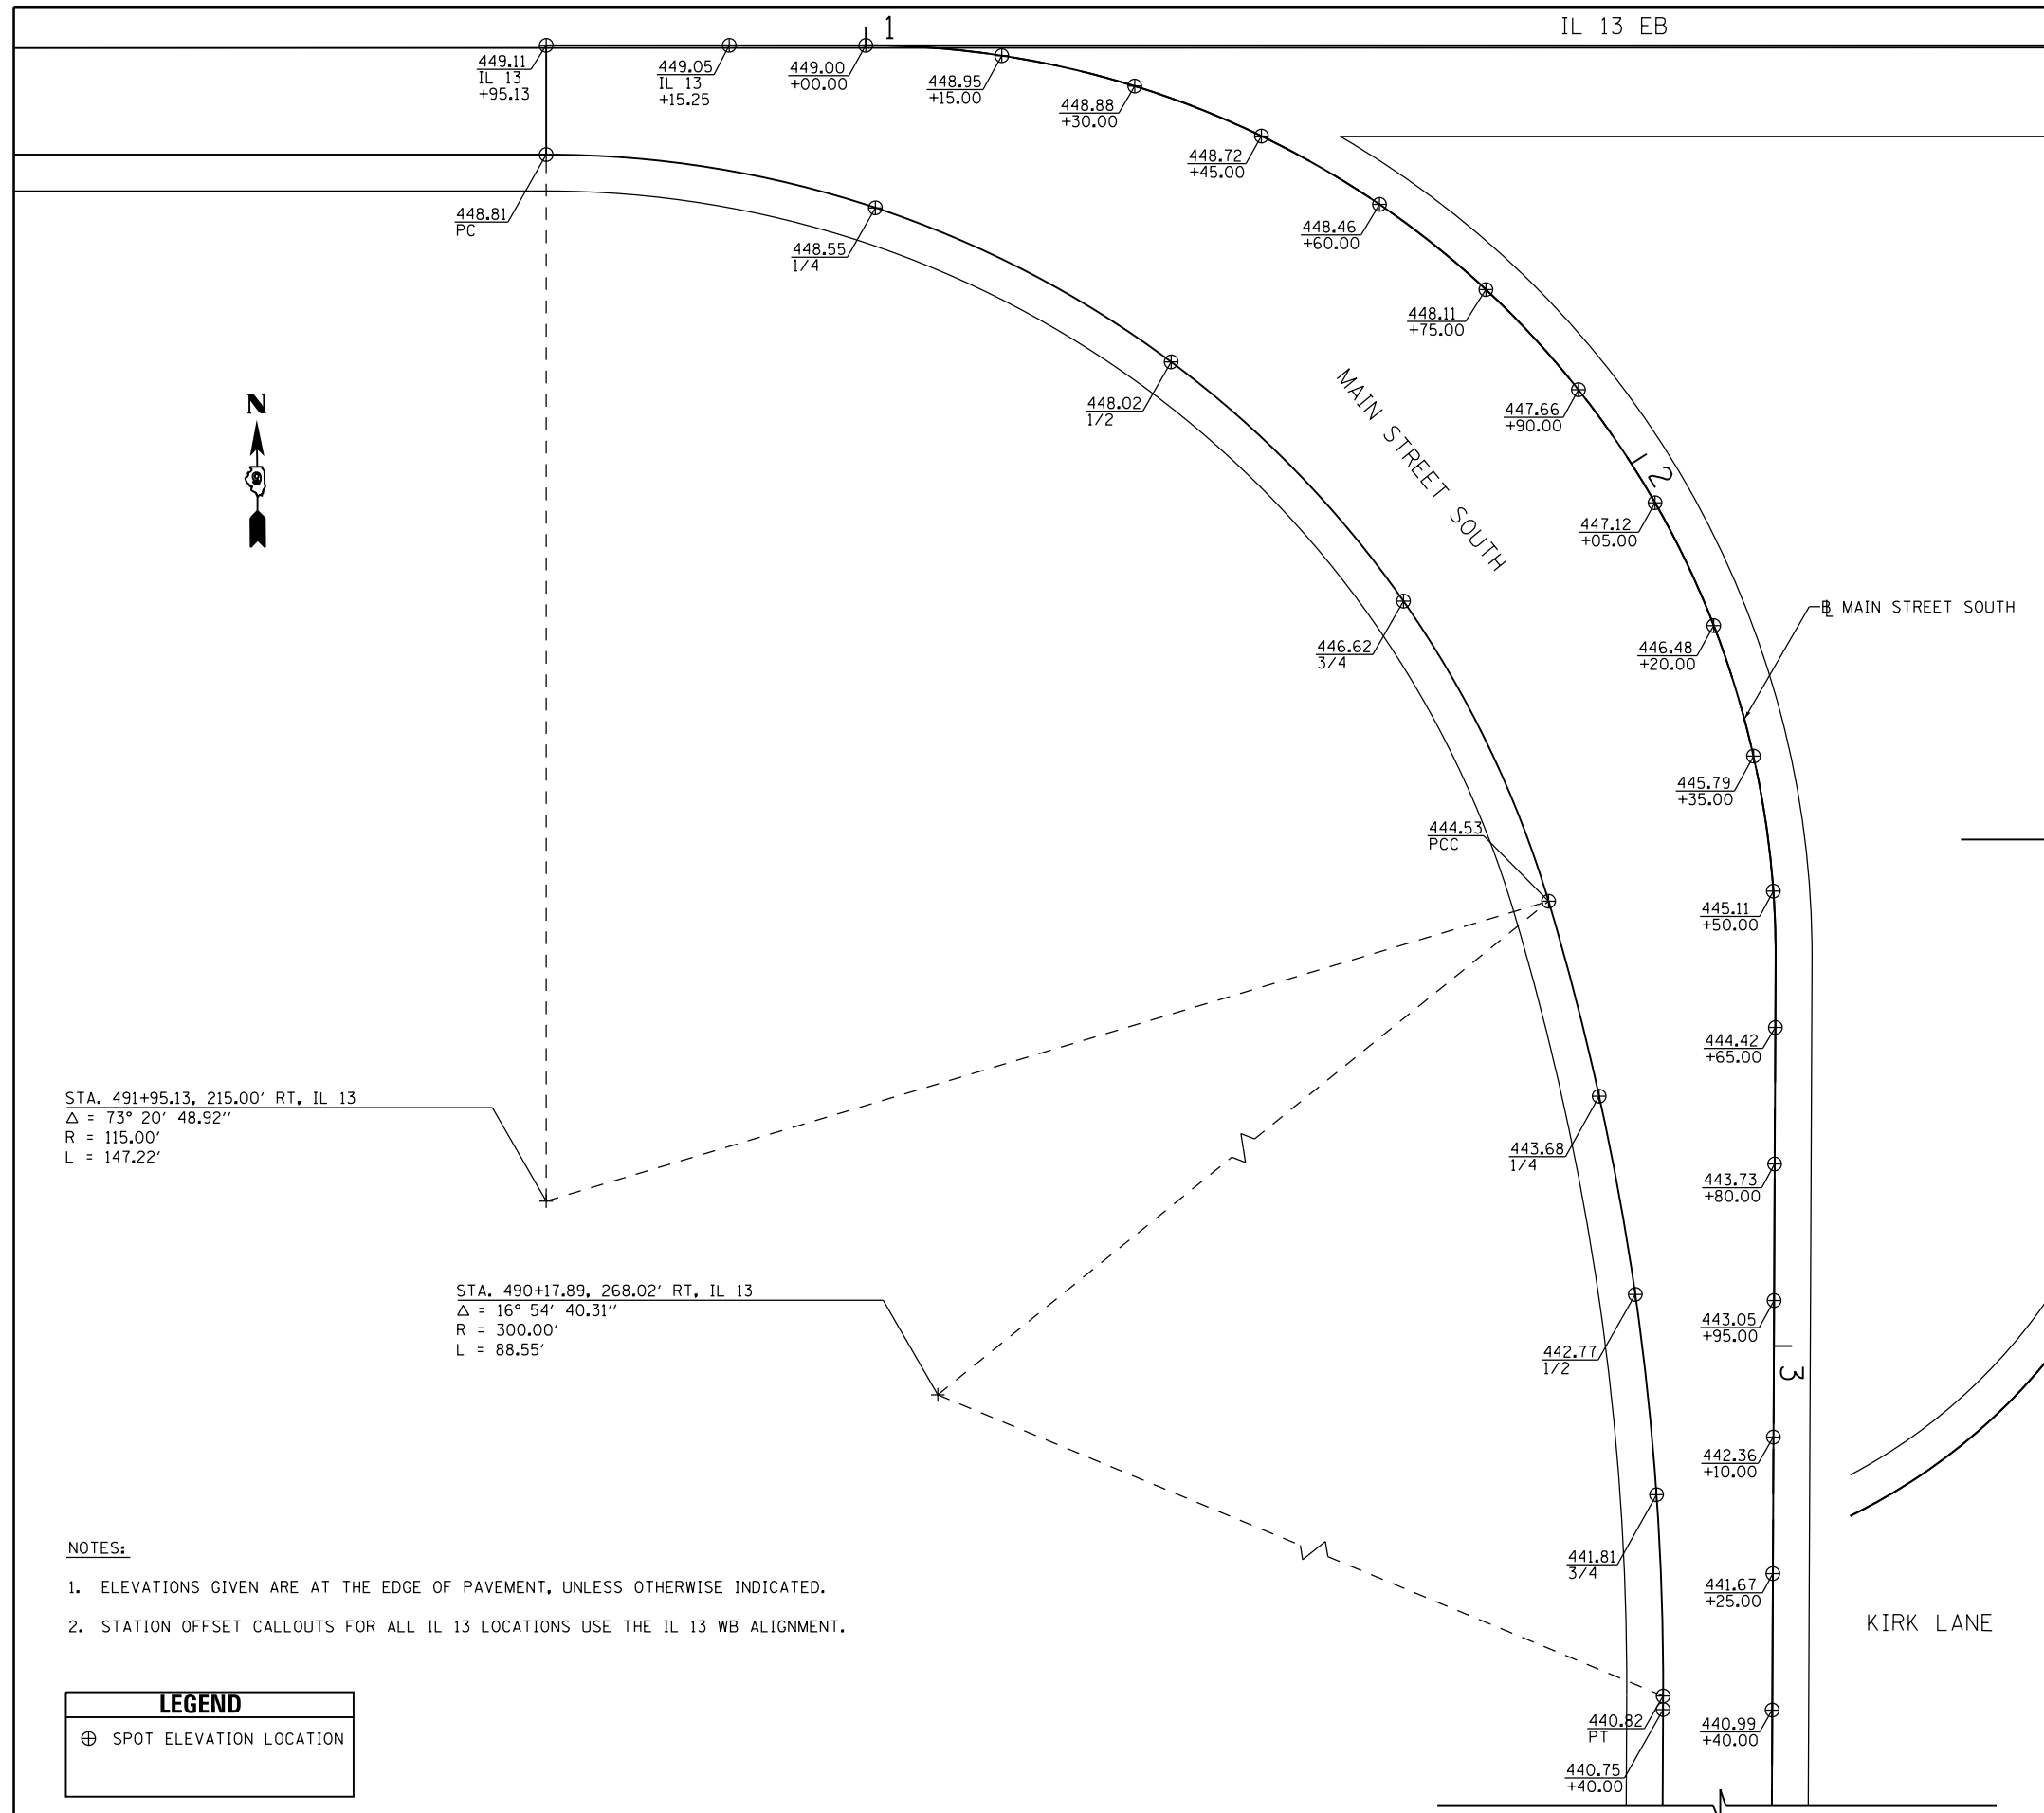 IL 13 EB
1
449.11
IL 13
+95.13
449.05
IL 13
+15.25
449.00
+00.00
448.95
+15.00
448.88
+30.00
448.72
+45.00
448.46
+60.00
448.11
+75.00
447.66
+90.00
2
447.12
+05.00
446.48
+20.00
445.79
+35.00
445.11
+50.00
444.42
+65.00
443.73
+80.00
443.05
+95.00
3
442.36
+10.00
441.67
+25.00
440.99
+40.00
448.81
PC
448.55
1/4
448.02
1/2
446.62
3/4
444.53
PCC
443.68
1/4
442.77
1/2
441.81
3/4
440.82
PT
440.75
+40.00
N
9
MAIN STREET SOUTH
℄ MAIN STREET SOUTH
STA. 491+95.13, 215.00' RT, IL 13
Δ = 73° 20' 48.92''
R = 115.00'
L = 147.22'
STA. 490+17.89, 268.02' RT, IL 13
Δ = 16° 54' 40.31''
R = 300.00'
L = 88.55'
KIRK LANE
NOTES:
1. ELEVATIONS GIVEN ARE AT THE EDGE OF PAVEMENT, UNLESS OTHERWISE INDICATED.
2. STATION OFFSET CALLOUTS FOR ALL IL 13 LOCATIONS USE THE IL 13 WB ALIGNMENT.
LEGEND
⊕ SPOT ELEVATION LOCATION